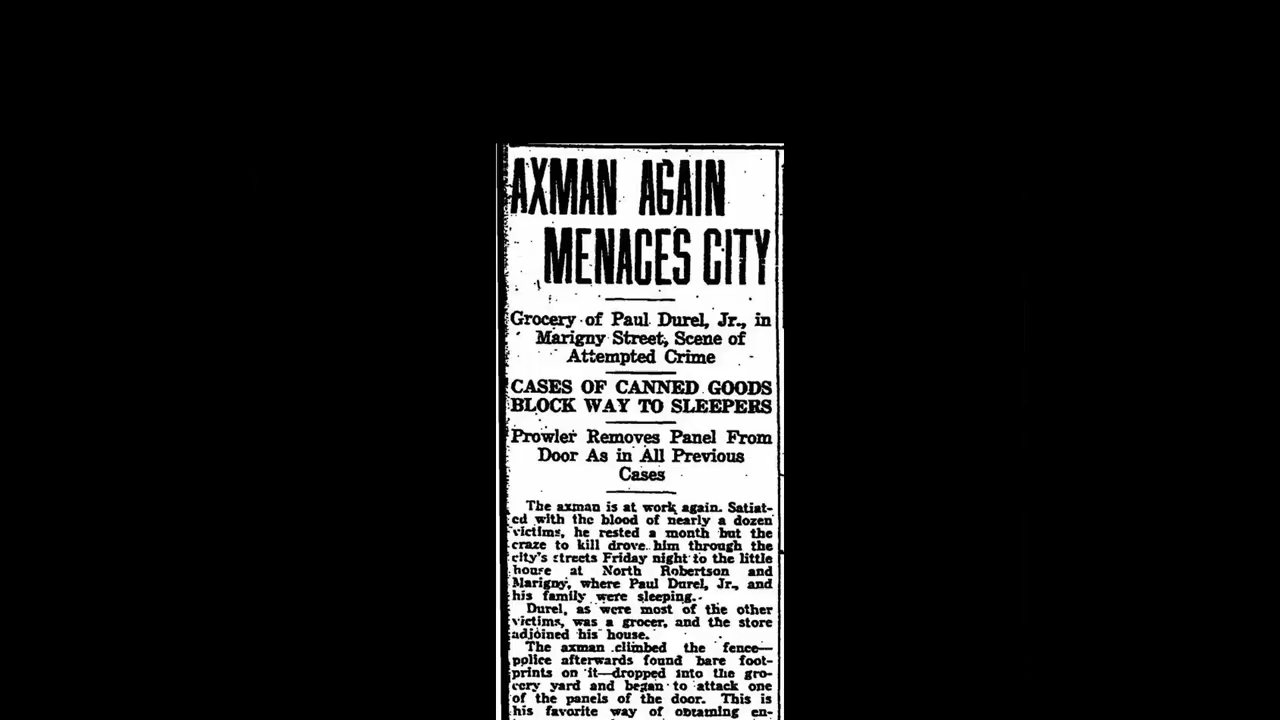 AXMAN AGAIN
MENACES CITY
Grocery of Paul Durel, Jr., in
Marigny Street, Scene of
Attempted Crime
CASES OF CANNED GOODS
BLOCK WAY TO SLEEPERS
Prowler Removes Panel From
Door As in All Previous
Cases
The axman is at work again. Satiat-
ed with the blood of nearly a dozen
victims, he rested a month but the
craze to kill drove him through the
city's streets Friday night to the little
house at North Robertson and
Marigny, where Paul Durel, Jr., and
his family were sleeping.
Durel, as were most of the other
victims, was a grocer, and the store
adjoined his house.
The axman climbed the fence—
police afterwards found bare foot-
prints on it—dropped into the gro-
cery yard and began to attack one
of the panels of the door. This is
his favorite way of obtaining en-